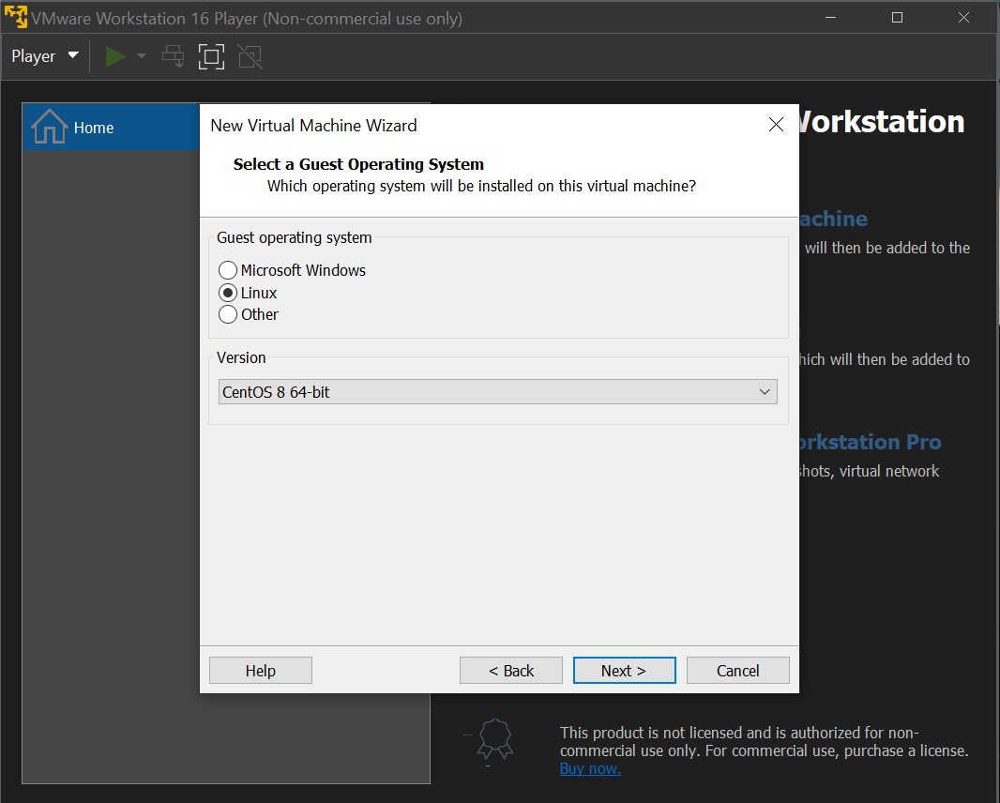 VMware Workstation 16 Player (Non-commercial use only)
Player
Home
New Virtual Machine Wizard
Select a Guest Operating System
Which operating system will be installed on this virtual machine?
Guest operating system
Microsoft Windows
Linux
Other
Version
CentOS 8 64-bit
Help
< Back
Next >
Cancel
Workstation
achine
will then be added to the
hich will then be added to
orkstation Pro
shots, virtual network
This product is not licensed and is authorized for non-
commercial use only. For commercial use, purchase a license.
Buy now.